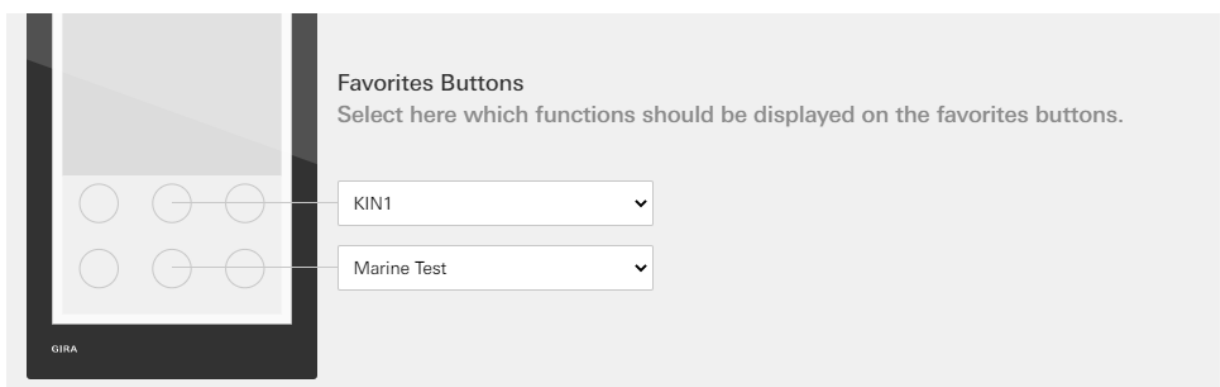 Favorites Buttons
Select here which functions should be displayed on the favorites buttons.
KIN1
Marine Test
GIRA